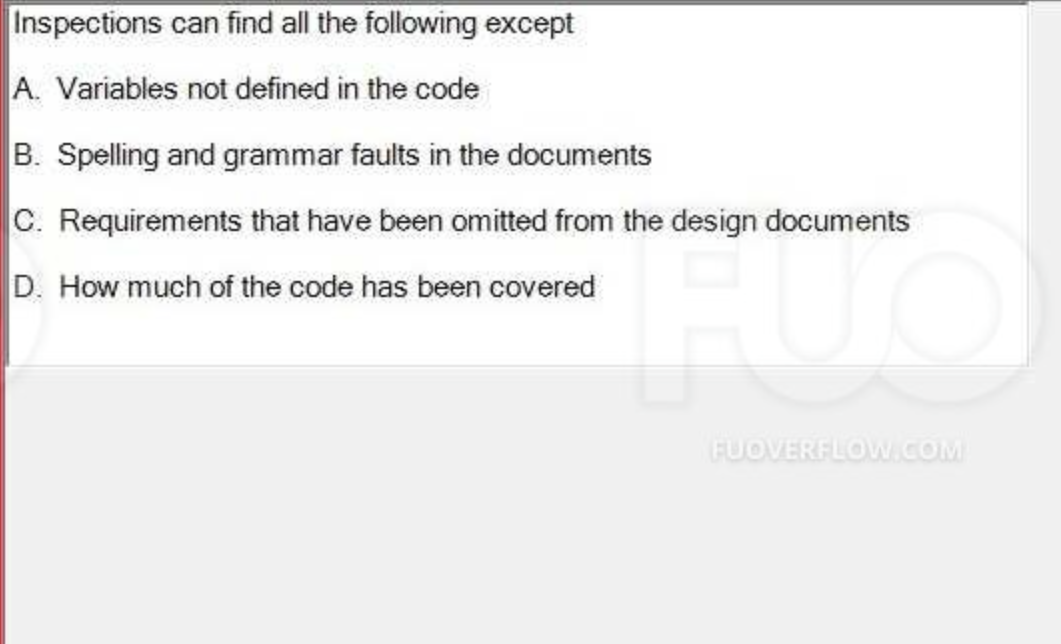 Inspections can find all the following except
A. Variables not defined in the code
B. Spelling and grammar faults in the documents
C. Requirements that have been omitted from the design documents
D. How much of the code has been covered
FUO
FUOVERFLOW.COM